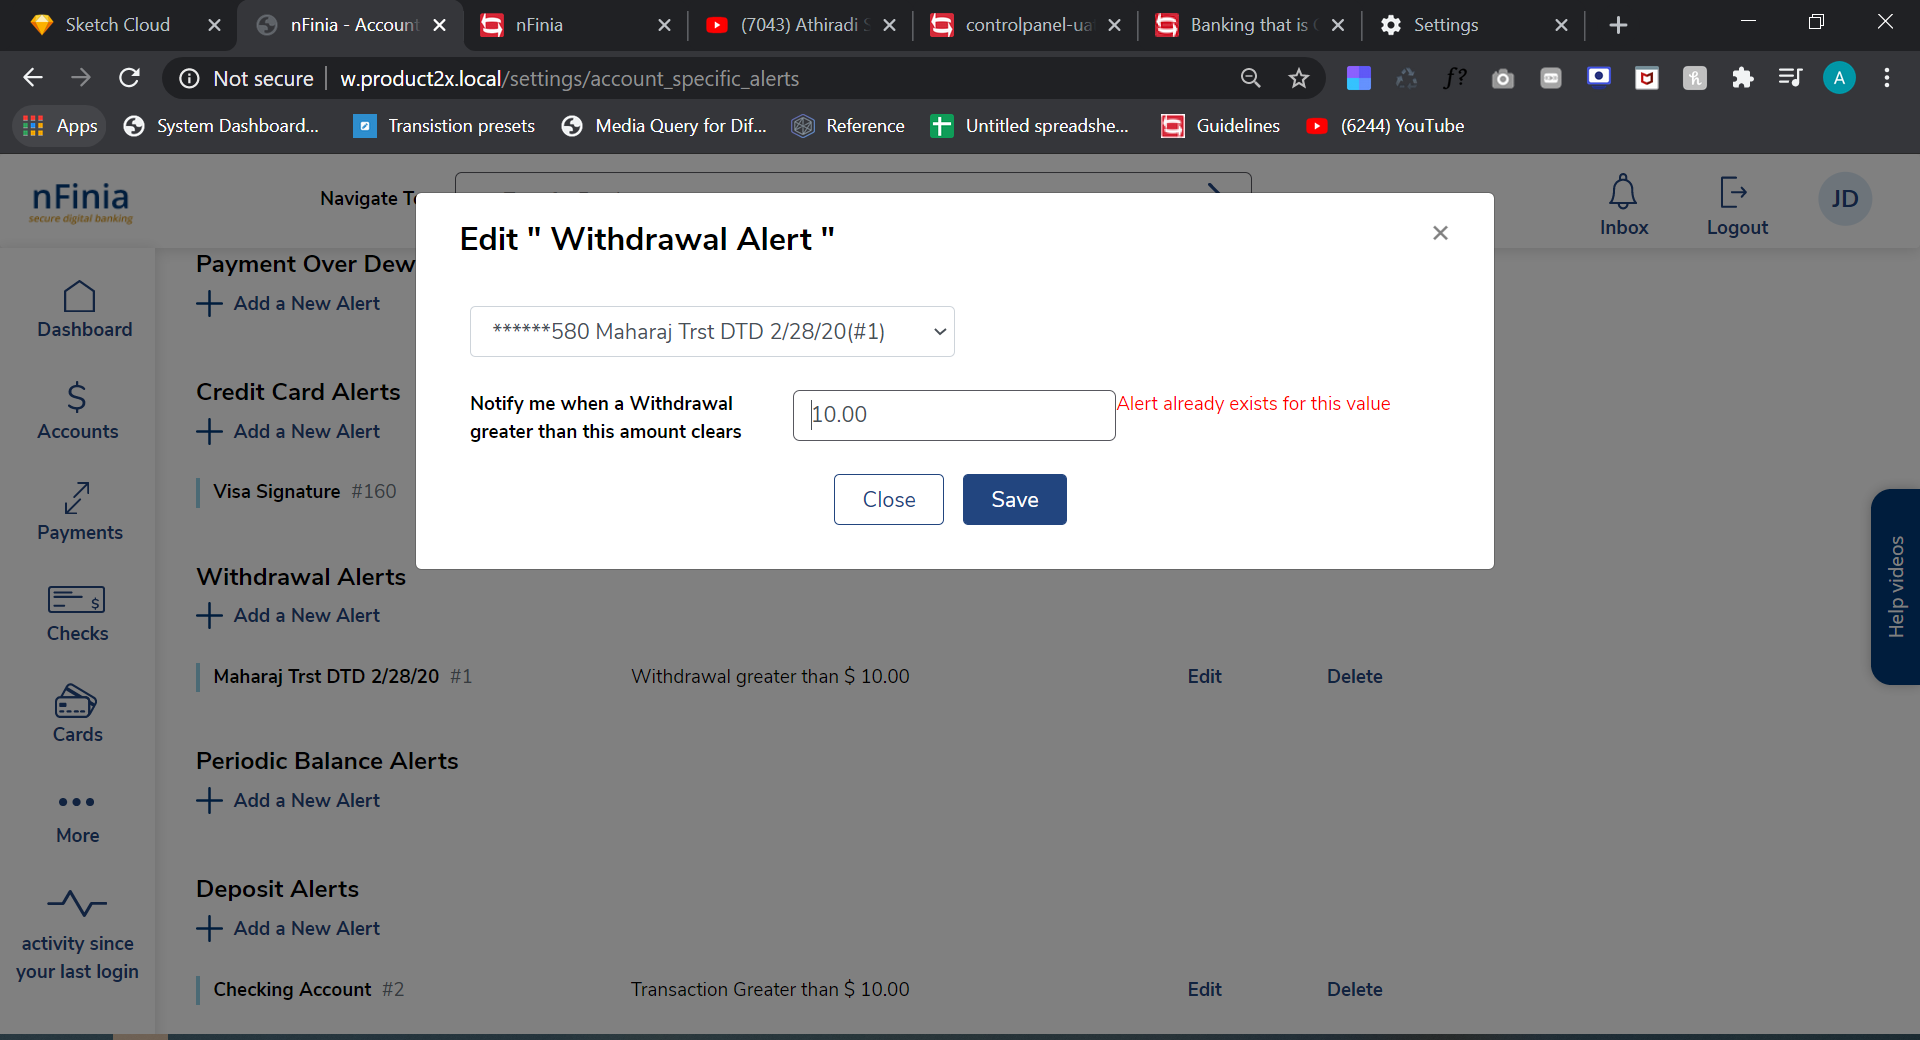 Sketch Cloud
nFinia - Account
nFinia
(7043) Athiradi S
controlpanel-ua
Banking that is
Settings
Not secure
w.product2x.local/settings/account_specific_alerts
f?
A
Apps
System Dashboard...
Transistion presets
Media Query for Dif...
Reference
Untitled spreadshe...
Guidelines
(6244) YouTube
nFinia
secure digital banking
Navigate T
Inbox
Logout
JD
Dashboard
Accounts
Payments
Checks
Cards
More
activity since
your last login
Edit " Withdrawal Alert "
******580 Maharaj Trst DTD 2/28/20(#1)
Notify me when a Withdrawal
greater than this amount clears
10.00
Alert already exists for this value
Close
Save
Payment Over Dew
Add a New Alert
Credit Card Alerts
Add a New Alert
Visa Signature #160
Withdrawal Alerts
Add a New Alert
Maharaj Trst DTD 2/28/20 #1
Withdrawal greater than $ 10.00
Edit
Delete
Periodic Balance Alerts
Add a New Alert
Deposit Alerts
Add a New Alert
Checking Account #2
Transaction Greater than $ 10.00
Edit
Delete
Help videos